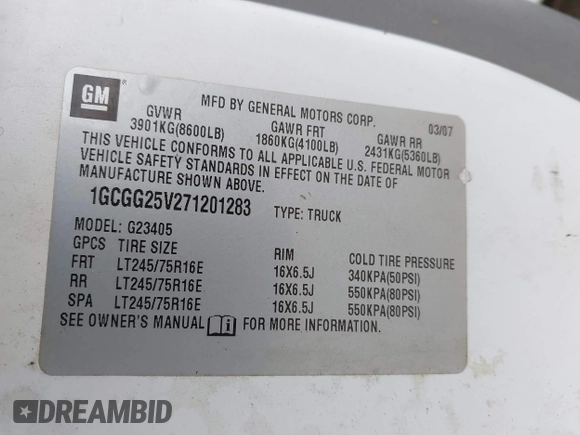 GM
MFD BY GENERAL MOTORS CORP. 03/07
GVWR GAWR FRT GAWR RR
3901KG(8600LB) 1860KG(4100LB) 2431KG(5360LB)
THIS VEHICLE CONFORMS TO ALL APPLICABLE U.S. FEDERAL MOTOR
VEHICLE SAFETY STANDARDS IN EFFECT ON THE DATE OF
MANUFACTURE SHOWN ABOVE.
1GCGG25V271201283 TYPE: TRUCK
MODEL: G23405
GPCS TIRE SIZE RIM COLD TIRE PRESSURE
FRT LT245/75R16E 16X6.5J 340KPA(50PSI)
RR LT245/75R16E 16X6.5J 550KPA(80PSI)
SPA LT245/75R16E 16X6.5J 550KPA(80PSI)
SEE OWNER'S MANUAL FOR MORE INFORMATION.
DREAMBID